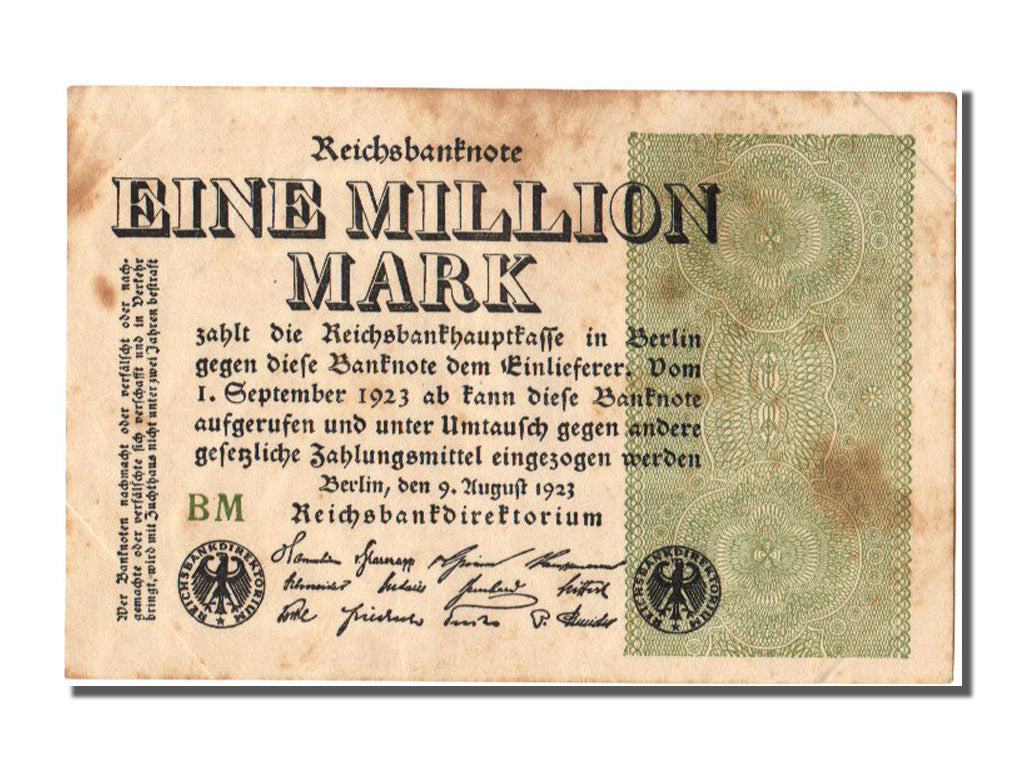 Reichsbanknote
EINE MILLION
MARK
zahlt die Reichsbankhauptkasse in Berlin
gegen diese Banknote dem Einlieferer. Vom
1. September 1923 ab kann diese Banknote
aufgerufen und unter Umtausch gegen andere
gesetzliche Zahlungsmittel eingezogen werden
Berlin, den 9. August 1923
BM
Reichsbankdirektorium
Wer Banknoten nachmacht oder verfälscht oder nach-
gemachte oder verfälschte sich verschafft und in Verkehr
bringt, wird mit Zuchthaus nicht unter zwei Jahren bestraft
REICHSBANKDIREKTORIUM
REICHSBANKDIREKTORIUM